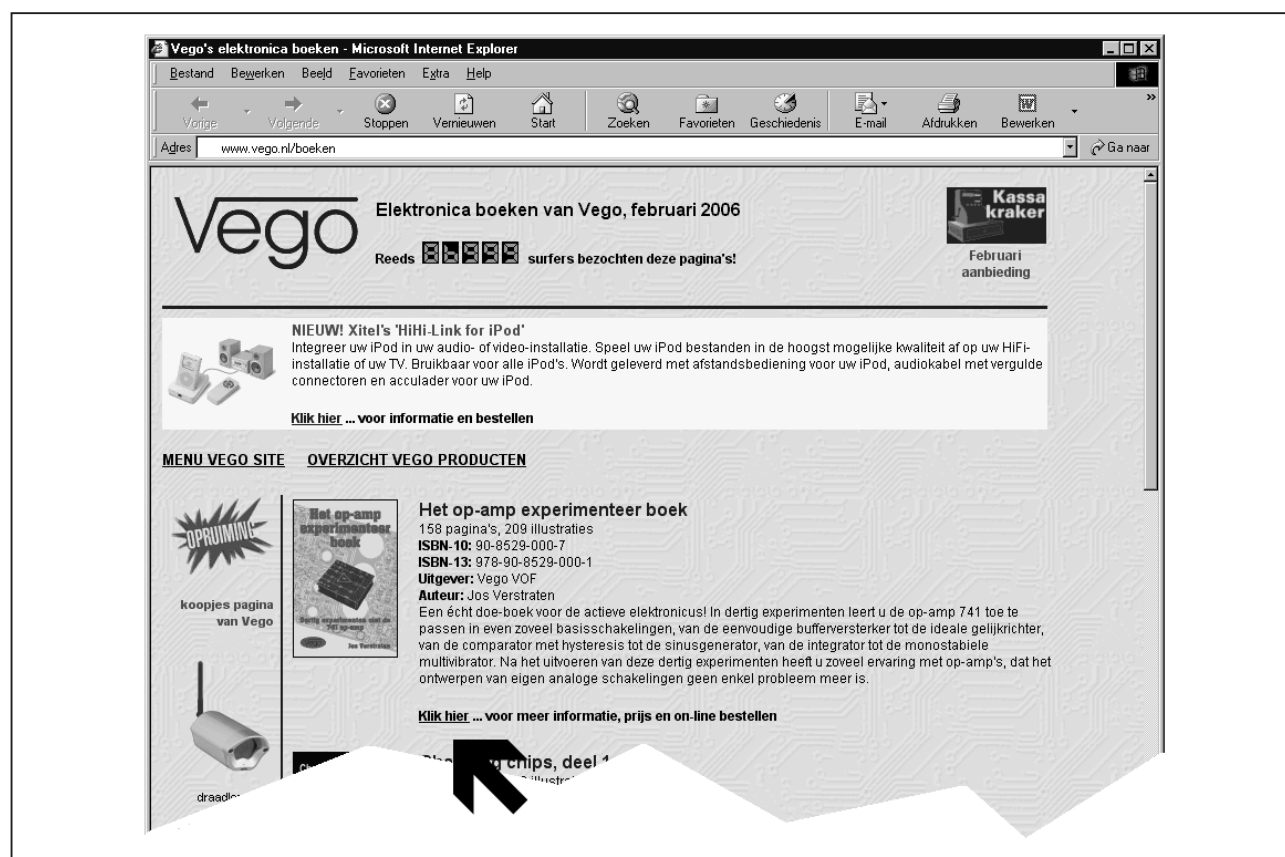 Vego's elektronica boeken - Microsoft Internet Explorer
Bestand Bewerken Beeld Favorieten Extra Help
Vorige Volgende Stoppen Vernieuwen Start Zoeken Favorieten Geschiedenis E-mail Afdrukken Bewerken »
Adres www.vego.nl/boeken Ga naar
Vego
Elektronica boeken van Vego, februari 2006
Reeds surfers bezochten deze pagina's!
Kassa
kraker
Februari
aanbieding
NIEUW! Xitel's 'HiHi-Link for iPod'
Integreer uw iPod in uw audio- of video-installatie. Speel uw iPod bestanden in de hoogst mogelijke kwaliteit af op uw HiFi-
installatie of uw TV. Bruikbaar voor alle iPod's. Wordt geleverd met afstandsbediening voor uw iPod, audiokabel met vergulde
connectoren en acculader voor uw iPod.
Klik hier ... voor informatie en bestellen
MENU VEGO SITE OVERZICHT VEGO PRODUCTEN
OPRUIMING
koopjes pagina
van Vego
Het op-amp
experimenteer
boek
Dertig experimenten met de
741 op-amp
Jos Verstraten
Het op-amp experimenteer boek
158 pagina's, 209 illustraties
ISBN-10: 90-8529-000-7
ISBN-13: 978-90-8529-000-1
Uitgever: Vego VOF
Auteur: Jos Verstraten
Een écht doe-boek voor de actieve elektronicus! In dertig experimenten leert u de op-amp 741 toe te
passen in even zoveel basisschakelingen, van de eenvoudige bufferversterker tot de ideale gelijkrichter,
van de comparator met hysteresis tot de sinusgenerator, van de integrator tot de monostabiele
multivibrator. Na het uitvoeren van deze dertig experimenten heeft u zoveel ervaring met op-amp's, dat het
ontwerpen van eigen analoge schakelingen geen enkel probleem meer is.
Klik hier ... voor meer informatie, prijs en on-line bestellen
chips, deel 1